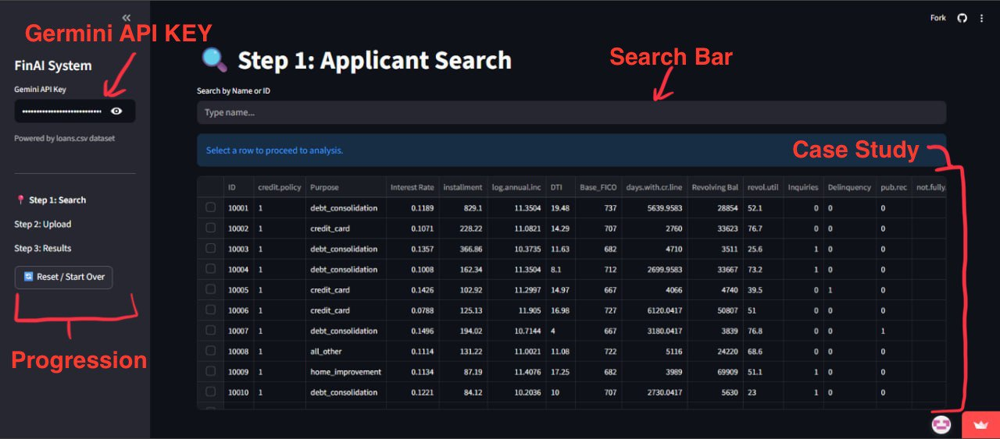 Germini API KEY
FinAI System
Gemini API Key
Powered by loans.csv dataset
Step 1: Search
Step 2: Upload
Step 3: Results
Reset / Start Over
Progression
Fork
Step 1: Applicant Search
Search Bar
Search by Name or ID
Type name...
Select a row to proceed to analysis.
Case Study
ID credit.policy Purpose Interest Rate installment log.annual.inc DTI Base_FICO days.with.cr.line Revolving Bal revol.util Inquiries Delinquency pub.rec not.fully.
10001 1 debt_consolidation 0.1189 829.1 11.3504 19.48 737 5639.9583 28854 52.1 0 0 0
10002 1 credit_card 0.1071 228.22 11.0821 14.29 707 2760 33623 76.7 0 0 0
10003 1 debt_consolidation 0.1357 366.86 10.3735 11.63 682 4710 3511 25.6 1 0 0
10004 1 debt_consolidation 0.1008 162.34 11.3504 8.1 712 2699.9583 33667 73.2 1 0 0
10005 1 credit_card 0.1426 102.92 11.2997 14.97 667 4066 4740 39.5 0 1 0
10006 1 credit_card 0.0788 125.13 11.905 16.98 727 6120.0417 50807 51 0 0 0
10007 1 debt_consolidation 0.1496 194.02 10.7144 4 667 3180.0417 3839 76.8 0 0 1
10008 1 all_other 0.1114 131.22 11.0021 11.08 722 5116 24220 68.6 0 0 0
10009 1 home_improvement 0.1134 87.19 11.4076 17.25 682 3989 69909 51.1 1 0 0
10010 1 debt_consolidation 0.1221 84.12 10.2036 10 707 2730.0417 5630 23 1 0 0